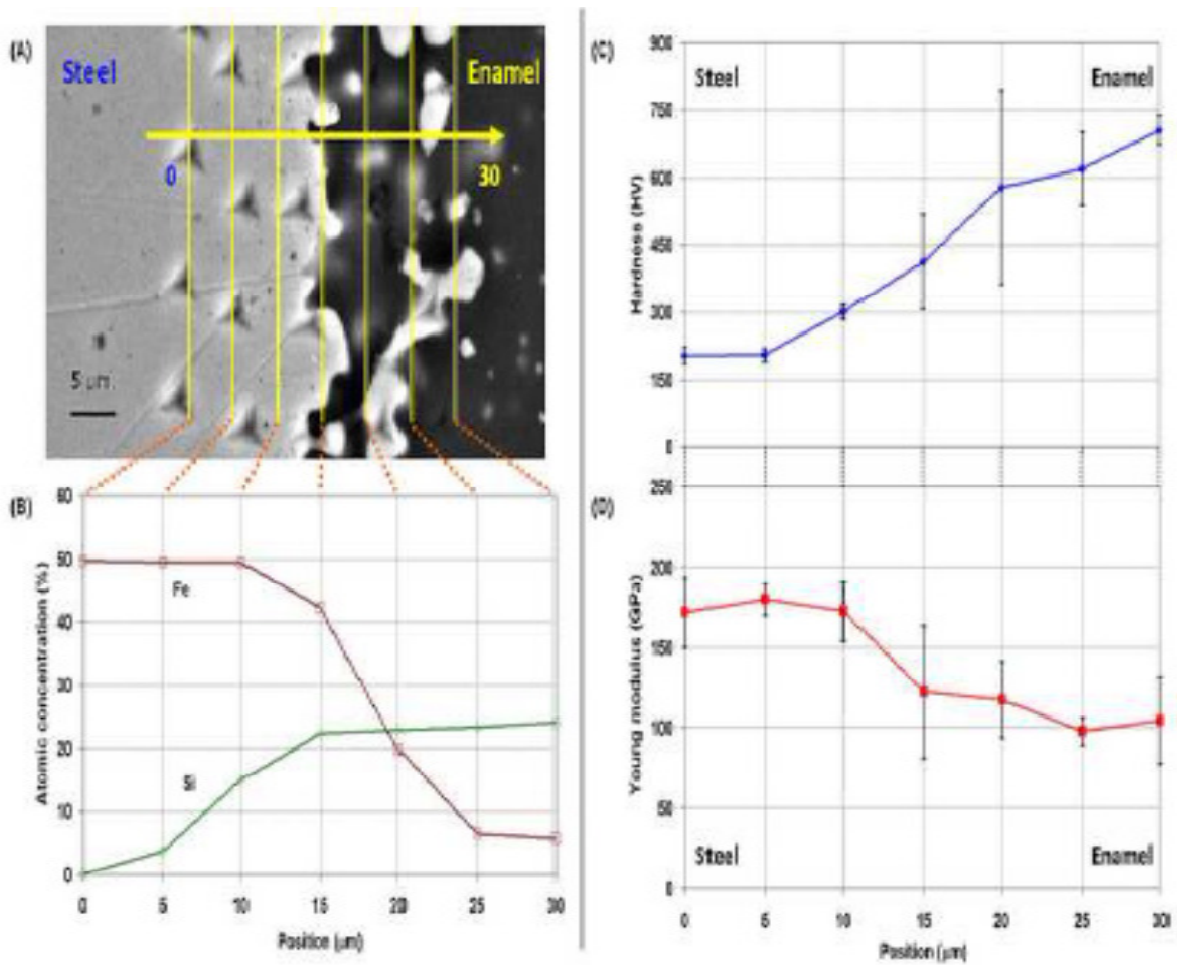 (A)
Steel
Enamel
0
30
5 μm
(B)
60
50
40
30
20
10
0
Atomic concentration (%)
Fe
Si
0 5 10 15 20 25 30
Position (μm)
(C)
900
750
600
450
300
150
0
Hardness (HV)
Steel
Enamel
(D)
250
200
150
100
50
0
Young modulus (GPa)
Steel
Enamel
0 5 10 15 20 25 30
Position (μm)